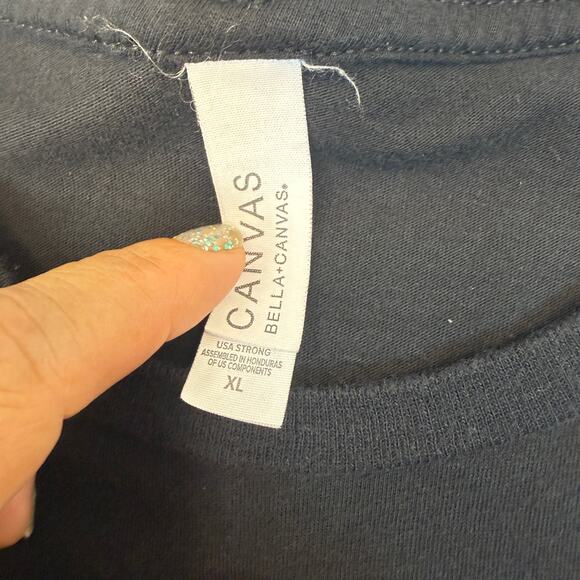 CANVAS
BELLA+CANVAS®
USA STRONG
ASSEMBLED IN HONDURAS
OF US COMPONENTS
XL